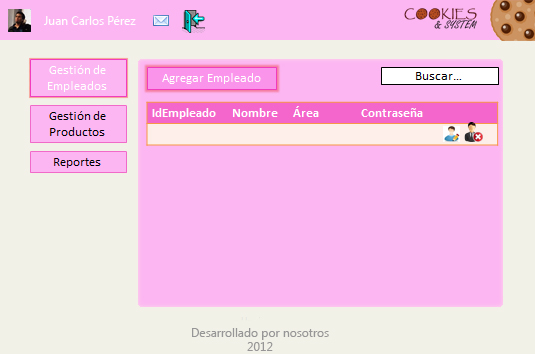 Juan Carlos Pérez
COOKIES
& SYSTEM
Gestión de
Empleados
Gestión de
Productos
Reportes
Agregar Empleado
Buscar...
IdEmpleado Nombre Área Contraseña
Desarrollado por nosotros
2012